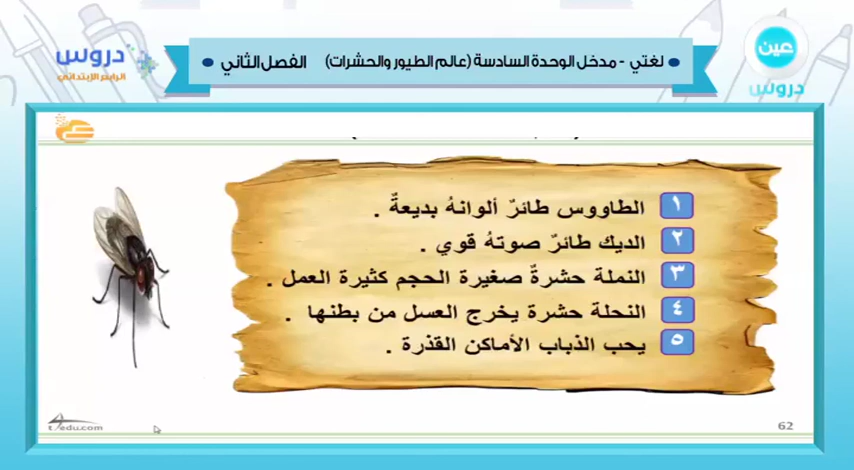 عين
دروس
لغتي - مدخل الوحدة السادسة (عالم الطيور والحشرات) الفصل الثاني
دروس
الرابع الإبتدائي
١ الطاووس طائرٌ ألوانهُ بديعةٌ .
٢ الديك طائرٌ صوتهُ قوي .
٣ النملة حشرةٌ صغيرة الحجم كثيرة العمل .
٤ النحلة حشرة يخرج العسل من بطنها .
٥ يحب الذباب الأماكن القذرة .
t4edu.com
62